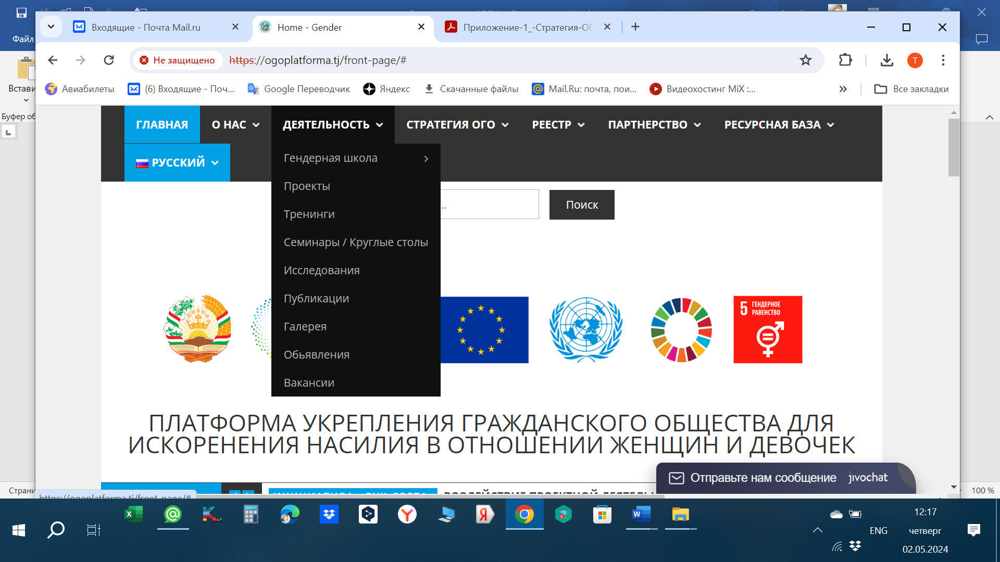 Файл
Встави
Буфер об
Входящие - Почта Mail.ru
Home - Gender
Приложение-1_-Стратегия-ОГ
Не защищено
https://ogoplatforma.tj/front-page/#
T
Авиабилеты
(6) Входящие - Поч...
Google Переводчик
Яндекс
Скачанные файлы
Mail.Ru: почта, пои...
Видеохостинг MiX :...
Все закладки
ГЛАВНАЯ
О НАС
ДЕЯТЕЛЬНОСТЬ
СТРАТЕГИЯ ОГО
РЕЕСТР
ПАРТНЕРСТВО
РЕСУРСНАЯ БАЗА
РУССКИЙ
Гендерная школа
Проекты
Тренинги
Семинары / Круглые столы
Исследования
Публикации
Галерея
Обьявления
Вакансии
Поиск
5 ГЕНДЕРНОЕ
РАВЕНСТВО
ПЛАТФОРМА УКРЕПЛЕНИЯ ГРАЖДАНСКОГО ОБЩЕСТВА ДЛЯ
ИСКОРЕНЕНИЯ НАСИЛИЯ В ОТНОШЕНИИ ЖЕНЩИН И ДЕВОЧЕК
Отправьте нам сообщение jivochat
ВОЗДЕЙСТВИЕ ПРОЕКТНОЙ ДЕЯТЕЛЬ
Страни
https://ogoplatforma.tj/front-page/#
100 %
ENG
12:17
четверг
02.05.2024